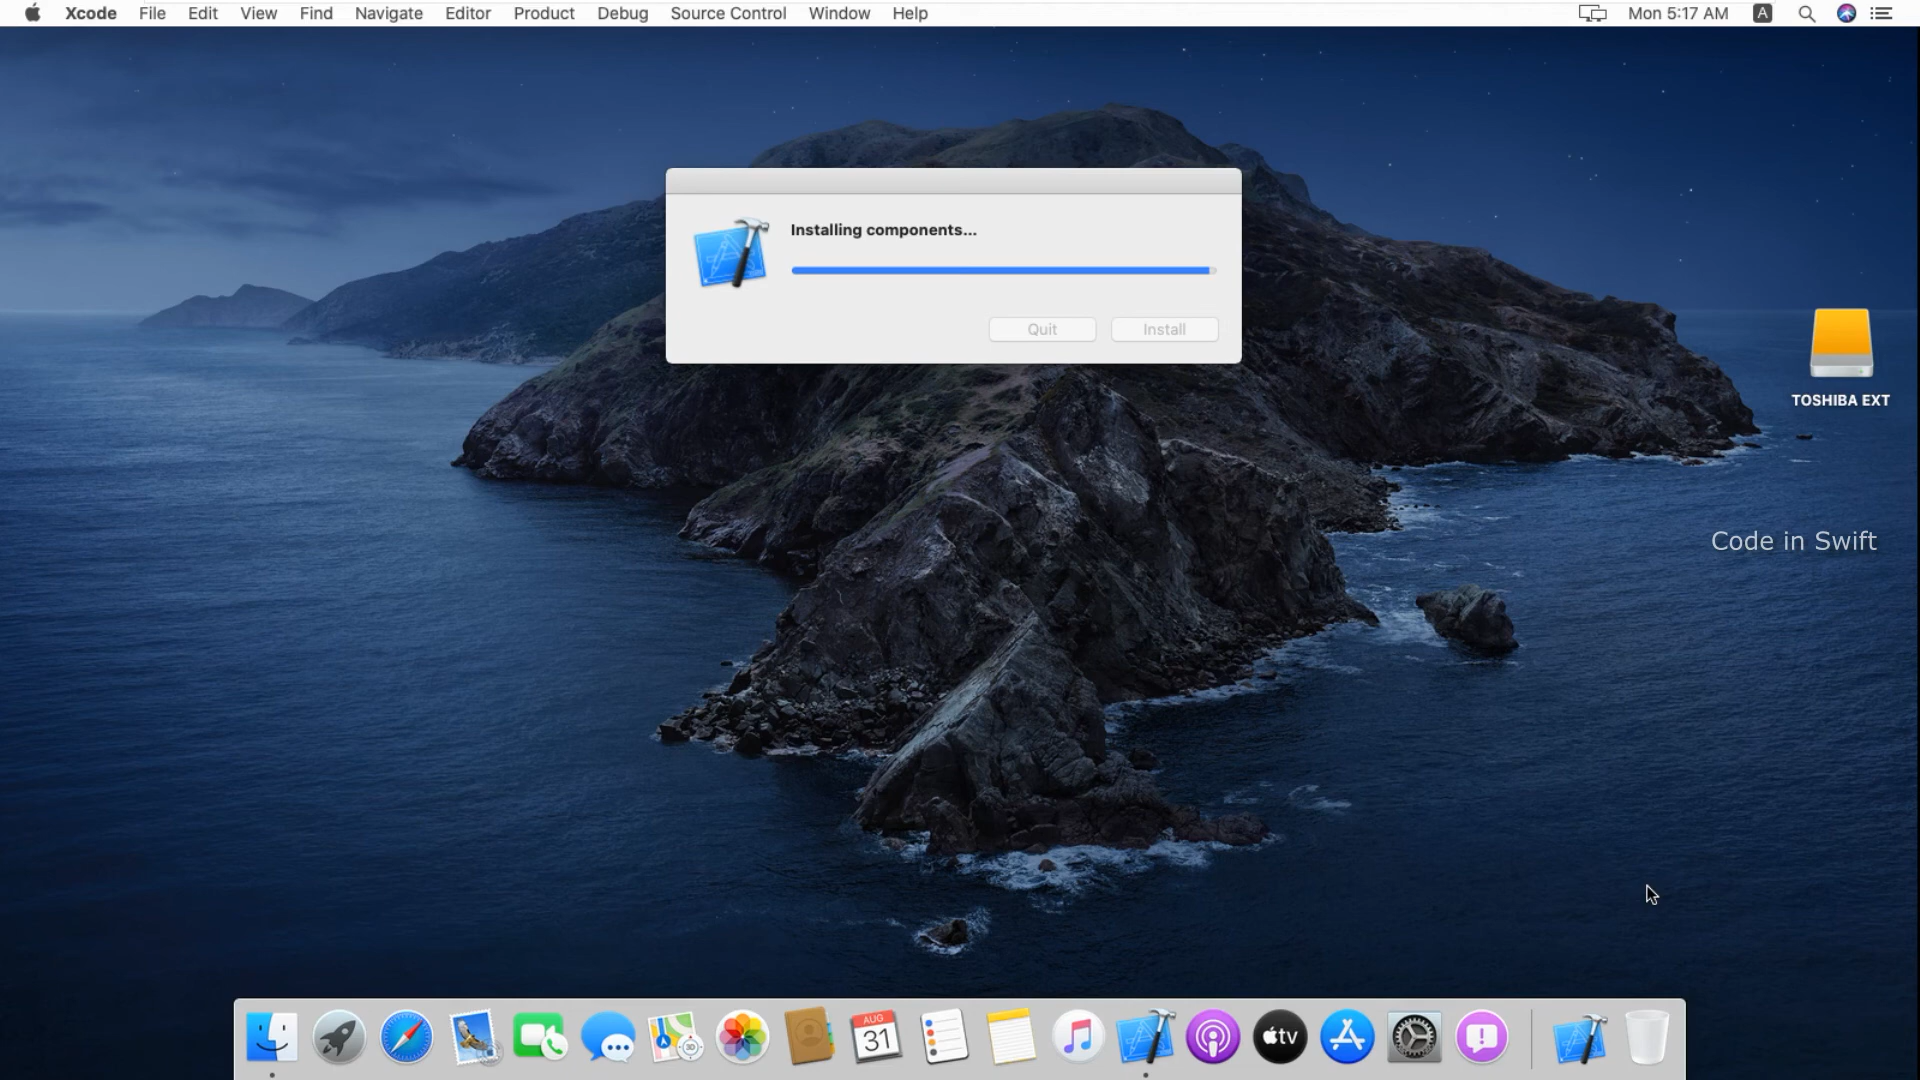 Xcode File Edit View Find Navigate Editor Product Debug Source Control Window Help
Mon 5:17 AM A
Installing components...
Quit Install
TOSHIBA EXT
Code in Swift
3D
AUG
31
tv